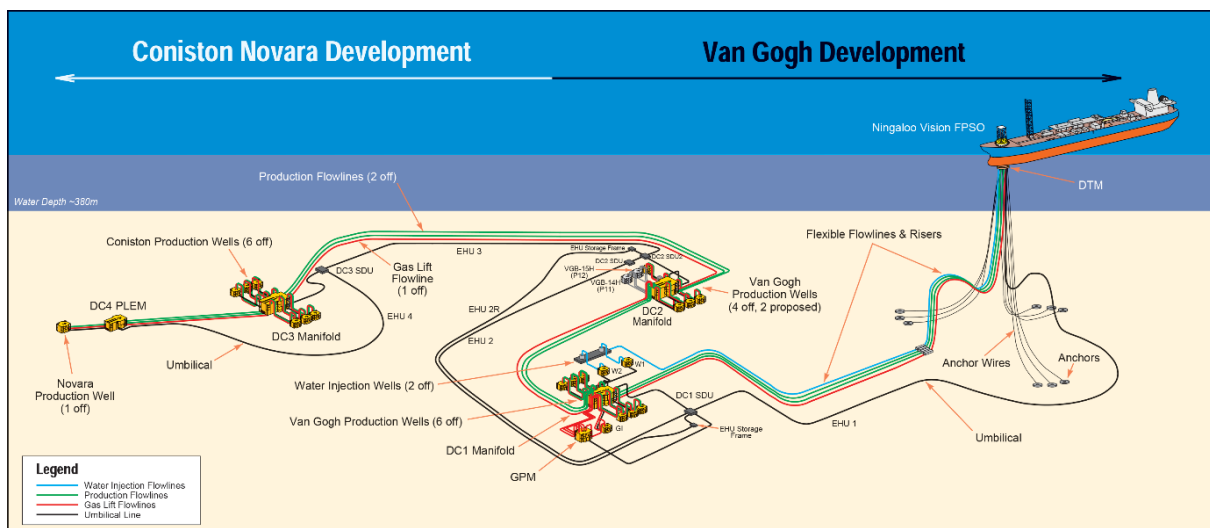 Coniston Novara Development
Van Gogh Development
Ningaloo Vision FPSO
DTM
Production Flowlines (2 off)
Water Depth ~380m
Coniston Production Wells (6 off)
EHU 3
EHU Storage Frame
DC2 SDU
DC2 SDU2
Flexible Flowlines & Risers
DC3 SDU
Gas Lift
Flowline
(1 off)
VGB-15H
(P12)
VGB-14H
(P11)
Van Gogh
Production Wells
(4 off, 2 proposed)
DC4 PLEM
DC3 Manifold
EHU 4
EHU 2R
EHU 2
DC2
Manifold
Umbilical
Novara
Production Well
(1 off)
Water Injection Wells (2 off)
W1
W2
Anchor Wires
Anchors
Van Gogh Production Wells (6 off)
DC1 SDU
DC1 Manifold
GI
EHU Storage
Frame
EHU 1
Umbilical
GPM
Legend
Water Injection Flowlines
Production Flowlines
Gas Lift Flowlines
Umbilical Line